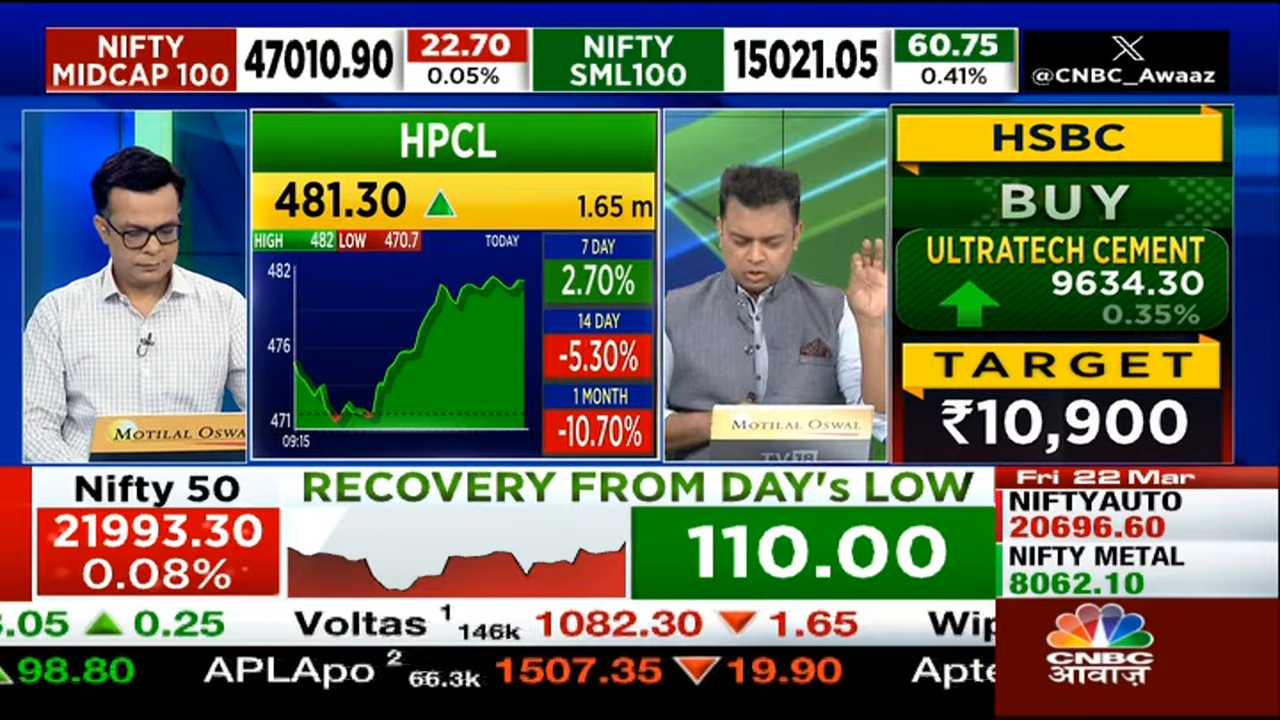 NIFTY
MIDCAP 100
47010.90
22.70
0.05%
NIFTY
SML100
15021.05
60.75
0.41%
@CNBC_Awaaz
HPCL
481.30
1.65 m
HIGH 482 LOW 470.7 TODAY
482
476
471
09:15
7 DAY
2.70%
14 DAY
-5.30%
1 MONTH
-10.70%
MOTILAL OSWA
MOTILAL OSWAL
TV18
HSBC
BUY
ULTRATECH CEMENT
9634.30
0.35%
TARGET
₹10,900
Nifty 50
21993.30
0.08%
RECOVERY FROM DAY's LOW
110.00
Fri 22 Mar
NIFTYAUTO
20696.60
NIFTY METAL
8062.10
.05 0.25 Voltas 1 146k 1082.30 1.65 Wip
98.80 APLApo 2 66.3k 1507.35 19.90 Apte
CNBC
आवाज़